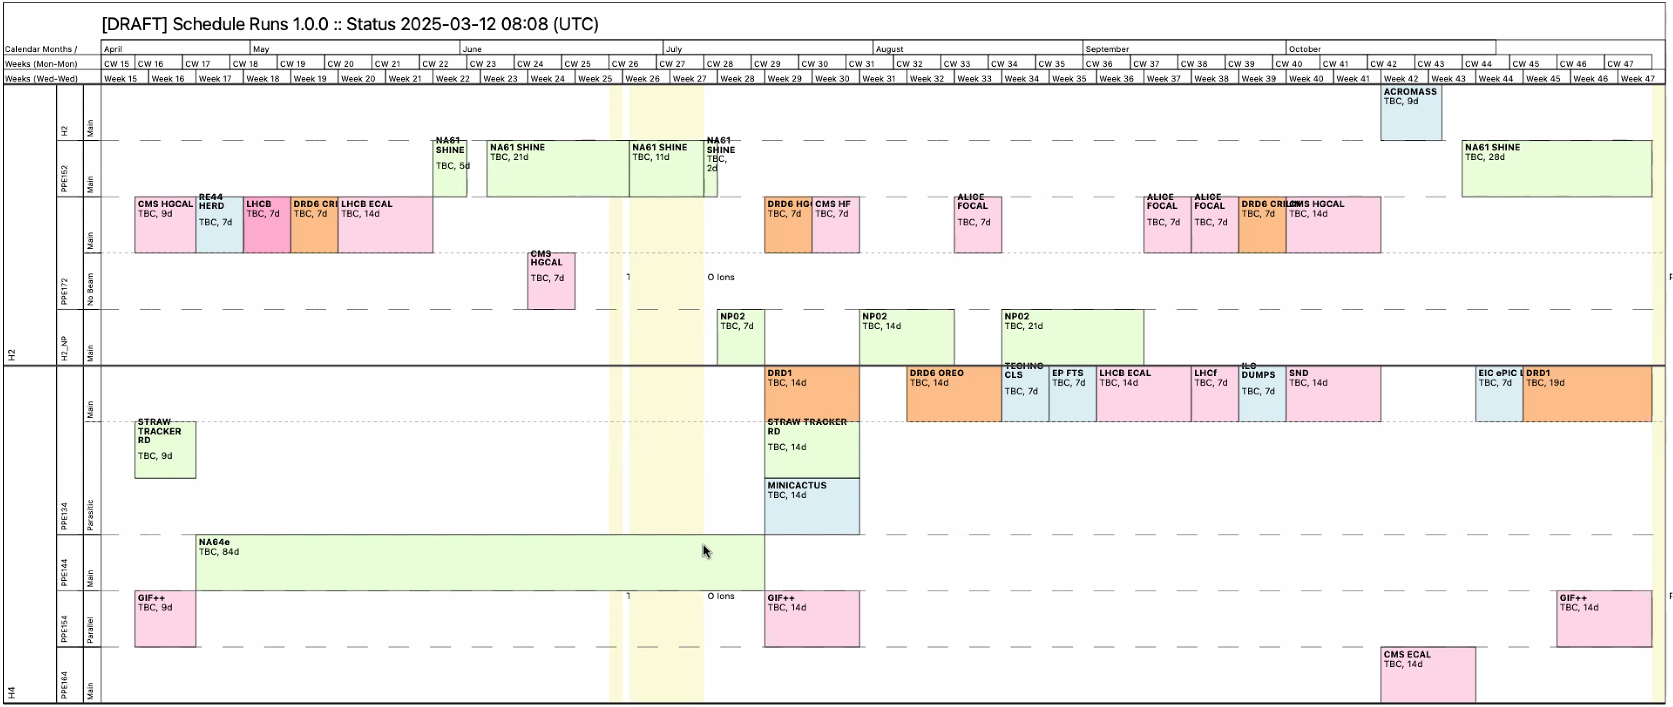 [DRAFT] Schedule Runs 1.0.0 :: Status 2025-03-12 08:08 (UTC)
Calendar Months / April May June July August September October
Weeks (Mon-Mon) CW 15 CW 16 CW 17 CW 18 CW 19 CW 20 CW 21 CW 22 CW 23 CW 24 CW 25 CW 26 CW 27 CW 28 CW 29 CW 30 CW 31 CW 32 CW 33 CW 34 CW 35 CW 36 CW 37 CW 38 CW 39 CW 40 CW 41 CW 42 CW 43 CW 44 CW 45 CW 46 CW 47
Weeks (Wed-Wed) Week 15 Week 16 Week 17 Week 18 Week 19 Week 20 Week 21 Week 22 Week 23 Week 24 Week 25 Week 26 Week 27 Week 28 Week 29 Week 30 Week 31 Week 32 Week 33 Week 34 Week 35 Week 36 Week 37 Week 38 Week 39 Week 40 Week 41 Week 42 Week 43 Week 44 Week 45 Week 46 Week 47
H2
H2
Main
ACROMASS
TBC, 9d
PPE152
Main
NA61
SHINE
TBC, 5d
NA61 SHINE
TBC, 21d
NA61 SHINE
TBC, 11d
NA61
SHINE
TBC,
2d
NA61 SHINE
TBC, 28d
PPE172
Main
CMS HGCAL
TBC, 9d
RE44
HERD
TBC, 7d
LHCB
TBC, 7d
DRD6 CRI
TBC, 7d
LHCB ECAL
TBC, 14d
DRD6 HG
TBC, 7d
CMS HF
TBC, 7d
ALICE
FOCAL
TBC, 7d
ALICE
FOCAL
TBC, 7d
ALICE
FOCAL
TBC, 7d
DRD6 CRI
TBC, 7d
CMS HGCAL
TBC, 14d
No Beam
CMS
HGCAL
TBC, 7d
T
O Ions
H2_NP
Main
NP02
TBC, 7d
NP02
TBC, 14d
NP02
TBC, 21d
H4
PPE134
Main
DRD1
TBC, 14d
DRD6 OREO
TBC, 14d
TECHNO
CLS
TBC, 7d
EP FTS
TBC, 7d
LHCB ECAL
TBC, 14d
LHCf
TBC, 7d
ILC
DUMPS
TBC, 7d
SND
TBC, 14d
EIC ePIC L
TBC, 7d
DRD1
TBC, 19d
Parasitic
STRAW
TRACKER
RD
TBC, 9d
STRAW TRACKER
RD
TBC, 14d
MINICACTUS
TBC, 14d
PPE144
Main
NA64e
TBC, 84d
PPE154
Parallel
GIF++
TBC, 9d
T
O Ions
GIF++
TBC, 14d
GIF++
TBC, 14d
PPE164
Main
CMS ECAL
TBC, 14d